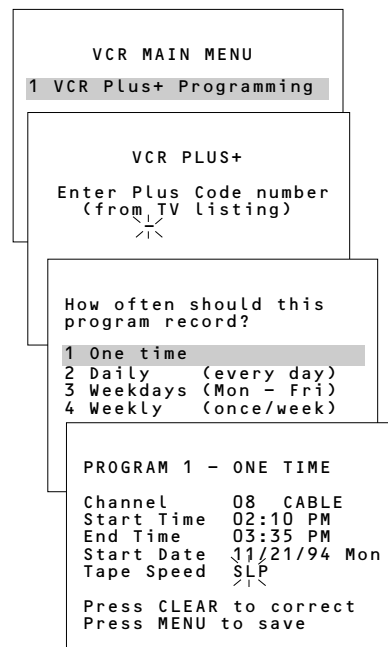 VCR MAIN MENU
1 VCR Plus+ Programming
VCR PLUS+
Enter Plus Code number
(from TV listing)
How often should this
program record?
1 One time
2 Daily (every day)
3 Weekdays (Mon - Fri)
4 Weekly (once/week)
PROGRAM 1 - ONE TIME
Channel 08 CABLE
Start Time 02:10 PM
End Time 03:35 PM
Start Date 11/21/94 Mon
Tape Speed SLP
Press CLEAR to correct
Press MENU to save